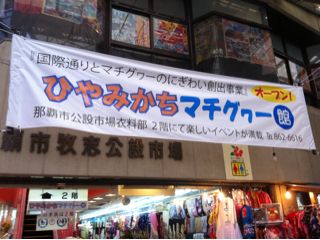 『国際通りとマチグヮーのにぎわい創出事業』
オープン!
ひやみかちマチグヮー館
那覇市公設市場衣料部 2階にて楽しいイベントが満載 TEL 862-6616
覇市牧志公設市場
2階